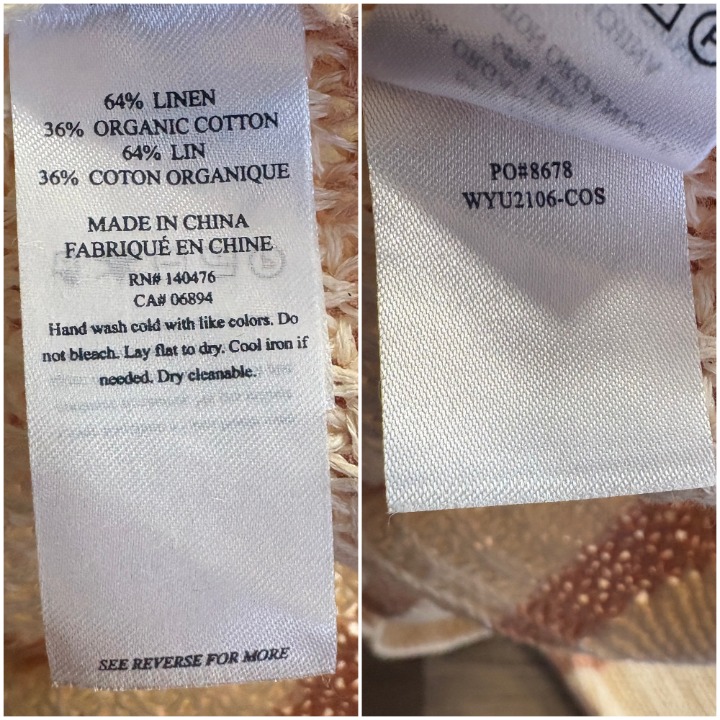 64% LINEN
36% ORGANIC COTTON
64% LIN
36% COTON ORGANIQUE
MADE IN CHINA
FABRIQUÉ EN CHINE
RN# 140476
CA# 06894
Hand wash cold with like colors. Do
not bleach. Lay flat to dry. Cool iron if
needed. Dry cleanable.
SEE REVERSE FOR MORE
PO#8678
WYU2106-COS